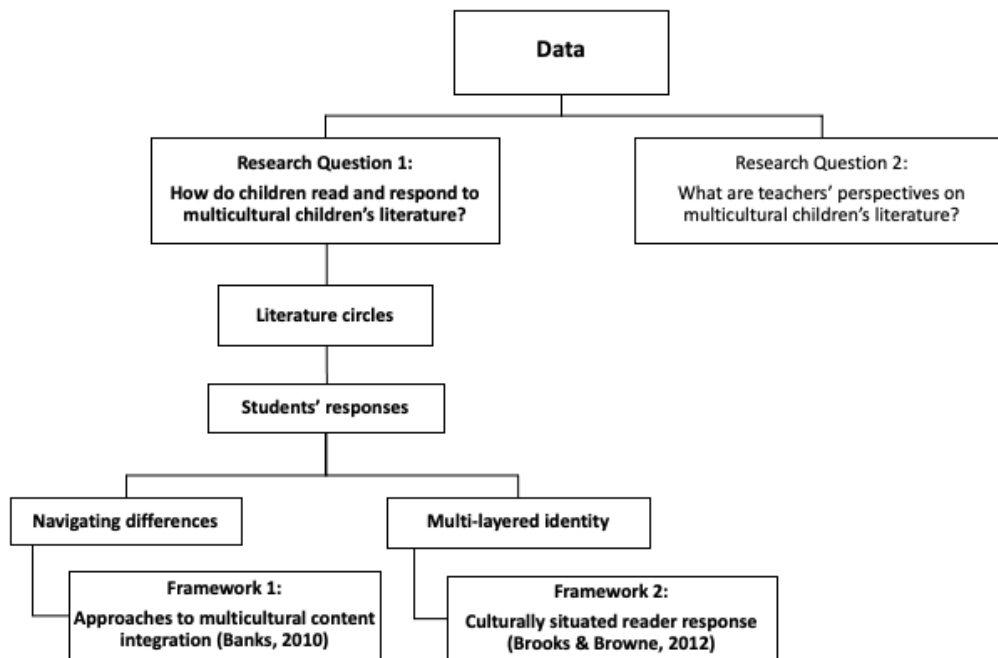 Data
Research Question 1:
How do children read and respond to
multicultural children’s literature?
Research Question 2:
What are teachers’ perspectives on
multicultural children’s literature?
Literature circles
Students’ responses
Navigating differences
Multi-layered identity
Framework 1:
Approaches to multicultural content
integration (Banks, 2010)
Framework 2:
Culturally situated reader response
(Brooks & Browne, 2012)